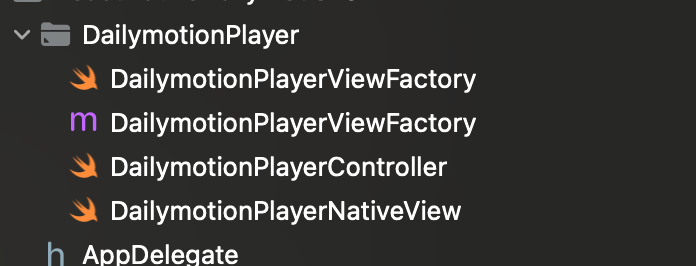 DailymotionPlayer
DailymotionPlayerViewFactory
m DailymotionPlayerViewFactory
DailymotionPlayerController
DailymotionPlayerNativeView
h AppDelegate